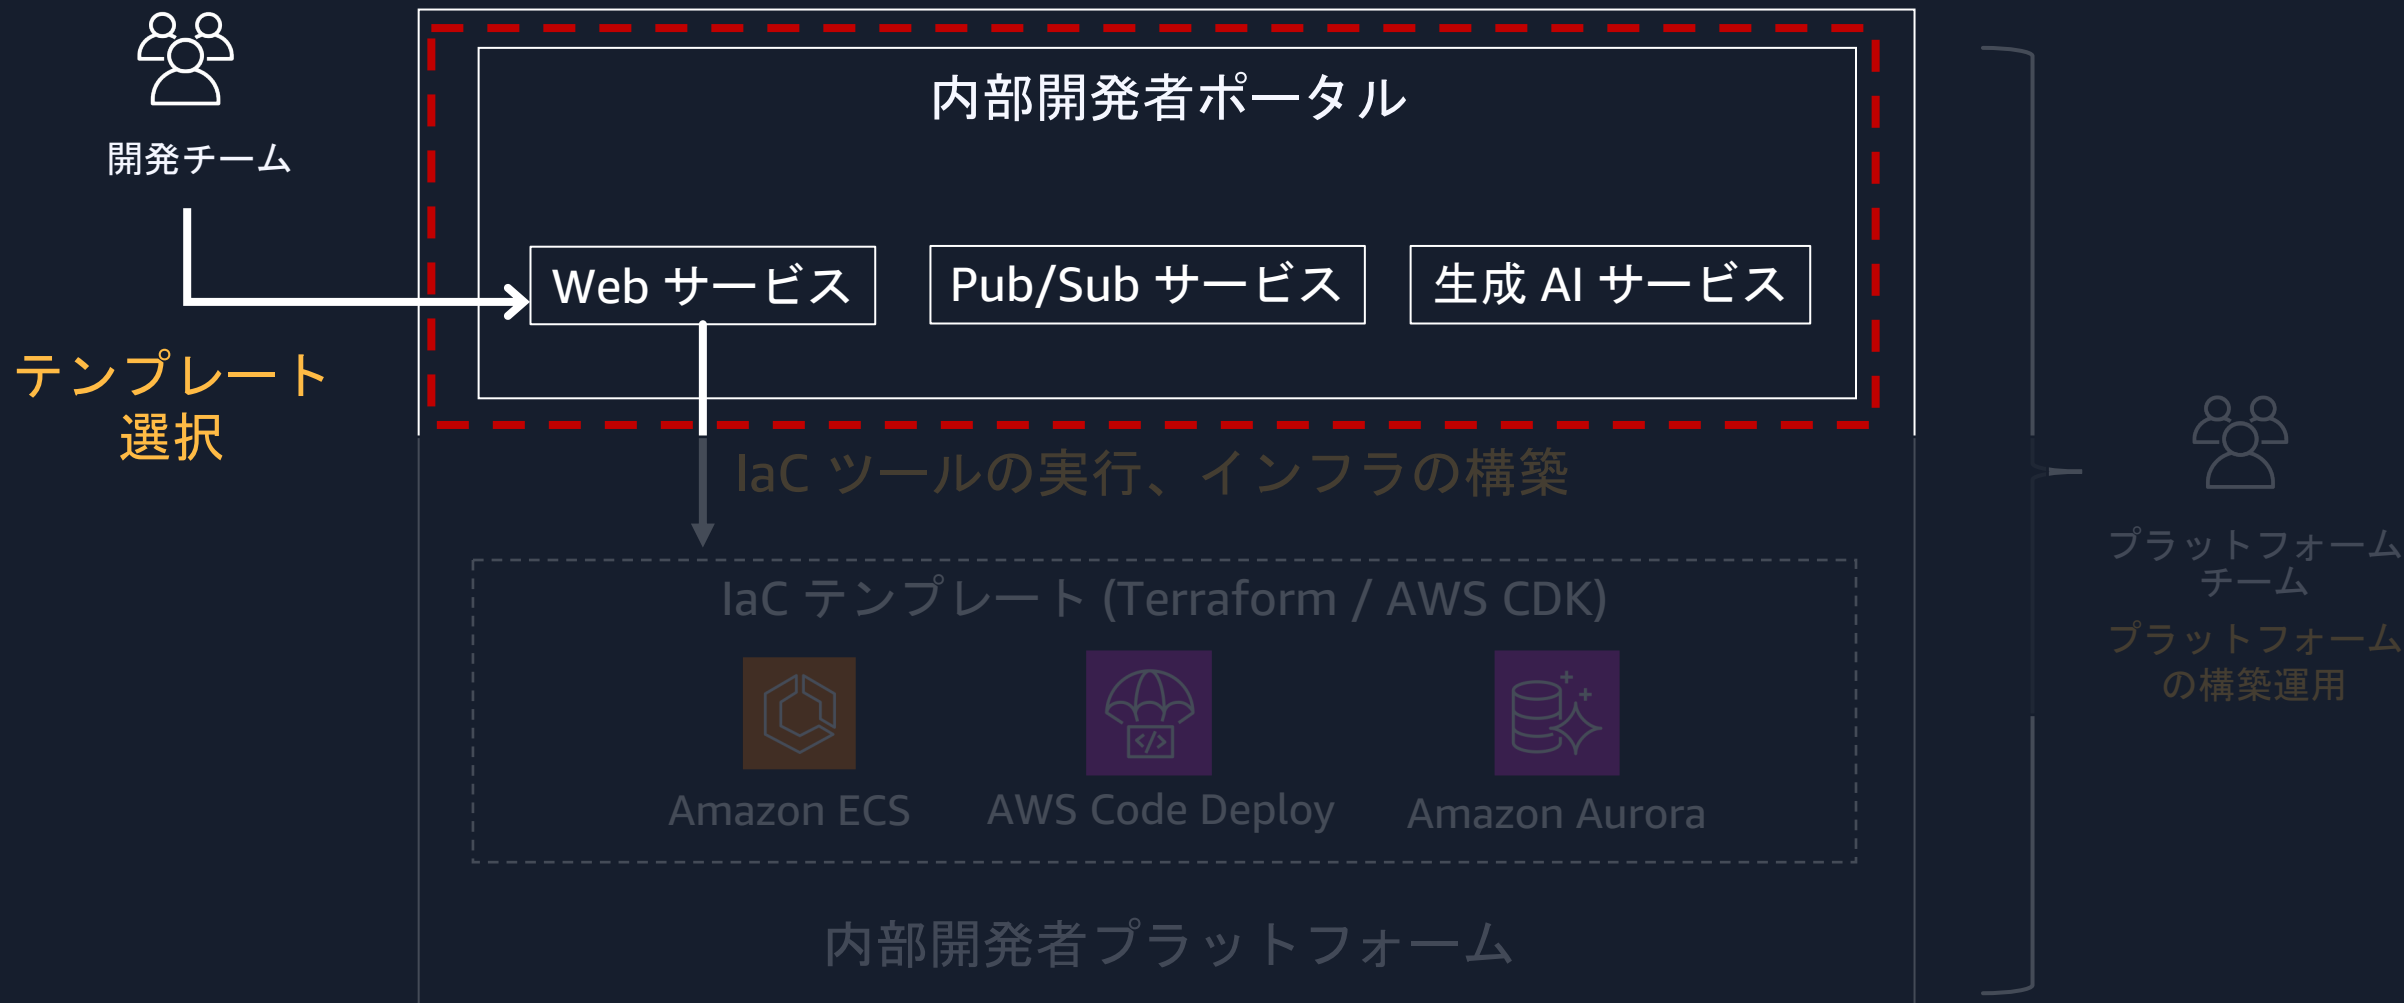 開発チーム
テンプレート
選択
内部開発者ポータル
Web サービス
Pub/Sub サービス
生成 AI サービス
IaC ツールの実行、インフラの構築
IaC テンプレート (Terraform / AWS CDK)
Amazon ECS
AWS Code Deploy
Amazon Aurora
内部開発者プラットフォーム
プラットフォーム
チーム
プラットフォーム
の構築運用